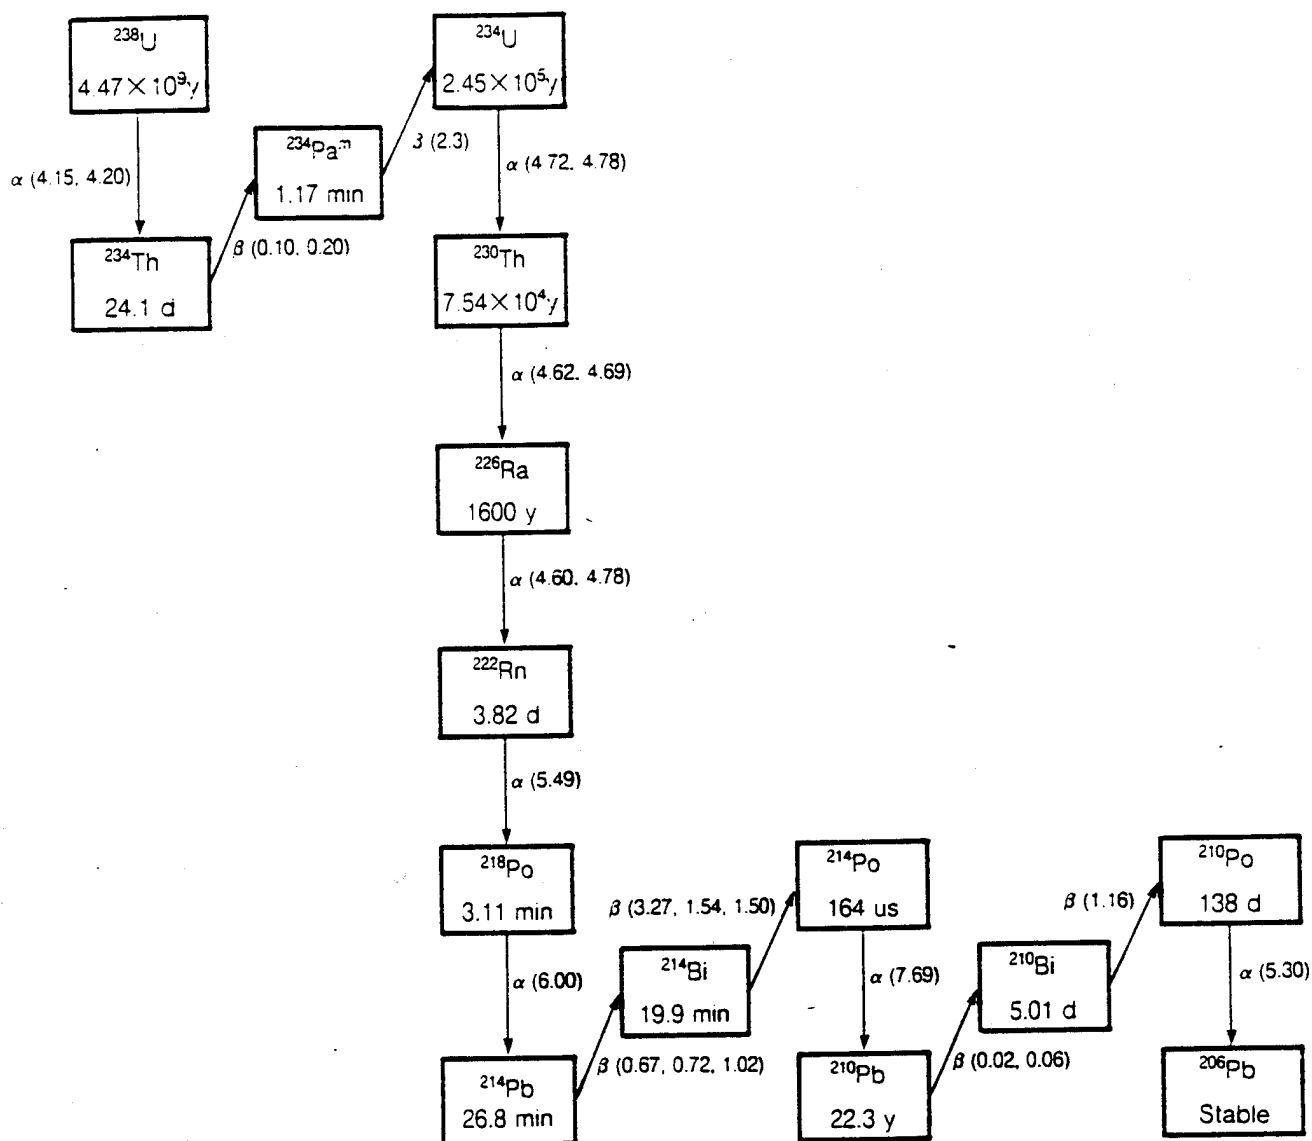 ²³⁸U
4.47×10⁹y
²³⁴U
2.45×10⁵y
²³⁴Paᵐ
1.17 min
β (2.3)
α (4.15, 4.20)
α (4.72, 4.78)
²³⁴Th
24.1 d
β (0.10, 0.20)
²³⁰Th
7.54×10⁴y
α (4.62, 4.69)
²²⁶Ra
1600 y
α (4.60, 4.78)
²²²Rn
3.82 d
α (5.49)
²¹⁸Po
3.11 min
β (3.27, 1.54, 1.50)
²¹⁴Po
164 us
β (1.16)
²¹⁰Po
138 d
α (6.00)
²¹⁴Bi
19.9 min
α (7.69)
²¹⁰Bi
5.01 d
α (5.30)
²¹⁴Pb
26.8 min
β (0.67, 0.72, 1.02)
²¹⁰Pb
22.3 y
β (0.02, 0.06)
²⁰⁶Pb
Stable